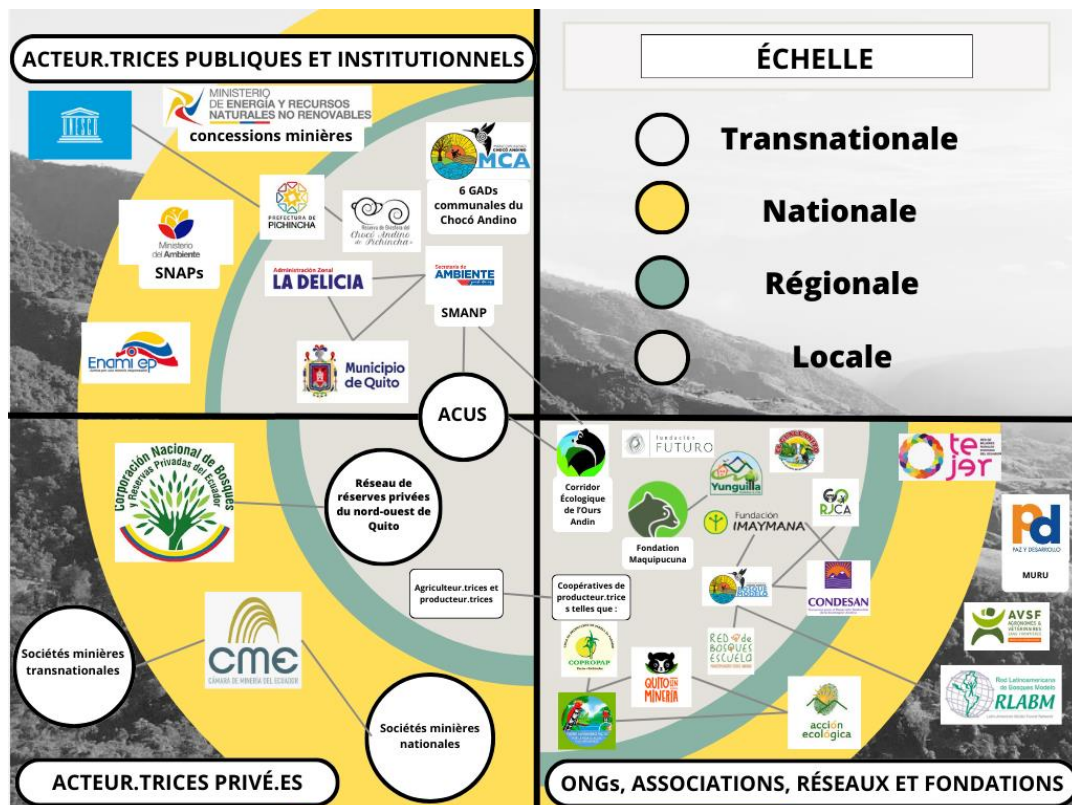 ACTEUR.TRICES PUBLIQUES ET INSTITUTIONNELS
MINISTERIO
DE ENERGÍA Y RECURSOS
NATURALES NO RENOVABLES
concessions minières
MCA
6 GADs
communales du
Chocó Andino
PREFECTURA DE
PICHINCHA
Chocó Andino
de Pichincha
Ministerio
del Ambiente
SNAPs
Administración Zonal
LA DELICIA
Secretaría de
AMBIENTE
SMANP
Enami ep
Municipio
de Quito
ÉCHELLE
Transnationale
Nationale
Régionale
Locale
ACUS
Corporación Nacional de Bosques
y Reservas Privadas del Ecuador
Réseau de
réserves privées
du nord-ouest de
Quito
Agriculteur.trices et
producteur.trices
Sociétés minières
transnationales
cme
CÁMARA DE MINERÍA DEL ECUADOR
Sociétés minières
nationales
ACTEUR.TRICES PRIVÉ.ES
Corridor
Écologique
de l'Ours
Andin
fundación
FUTURO
Yunguilla
Fondation
Maquipucuna
Fundación
IMAYMANA
RJCA
tejer
PAZ Y DESARROLLO
MURU
Coopératives de
producteur.trice
s telles que :
CONDESAN
AVSF
AGRONOMES &
VÉTÉRINAIRES
COPROPAP
RED de
BOSQUES
ESCUELA
QUITO SIN
MINERÍA
acción
ecológica
Red Latinoamericana
de Bosques Modelo
RLABM
ONGs, ASSOCIATIONS, RÉSEAUX ET FONDATIONS